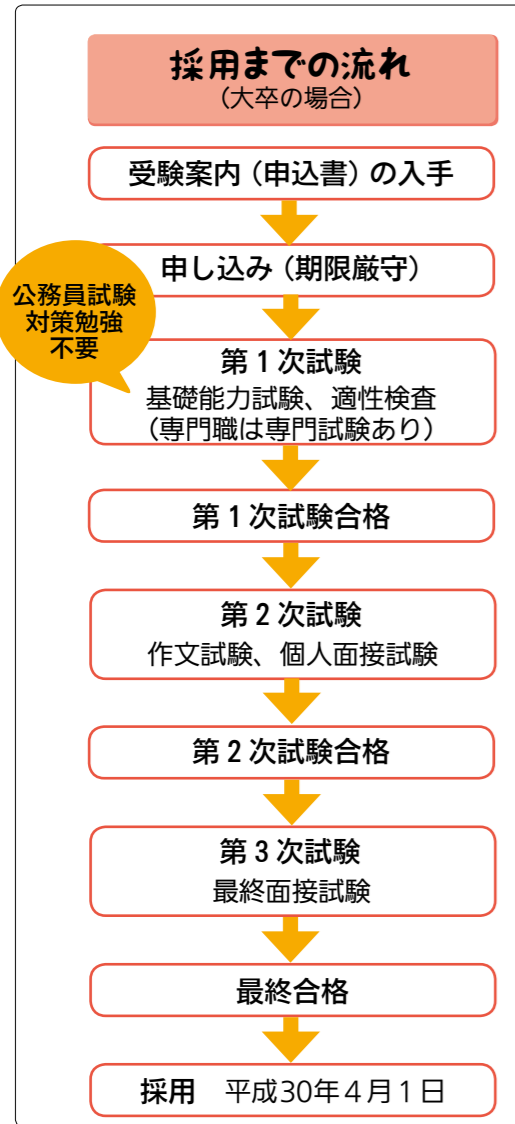 採用までの流れ
（大卒の場合）
受験案内（申込書）の入手
申し込み（期限厳守）
公務員試験
対策勉強
不要
第１次試験
基礎能力試験、適性検査
（専門職は専門試験あり）
第１次試験合格
第２次試験
作文試験、個人面接試験
第２次試験合格
第３次試験
最終面接試験
最終合格
採用　平成30年４月１日